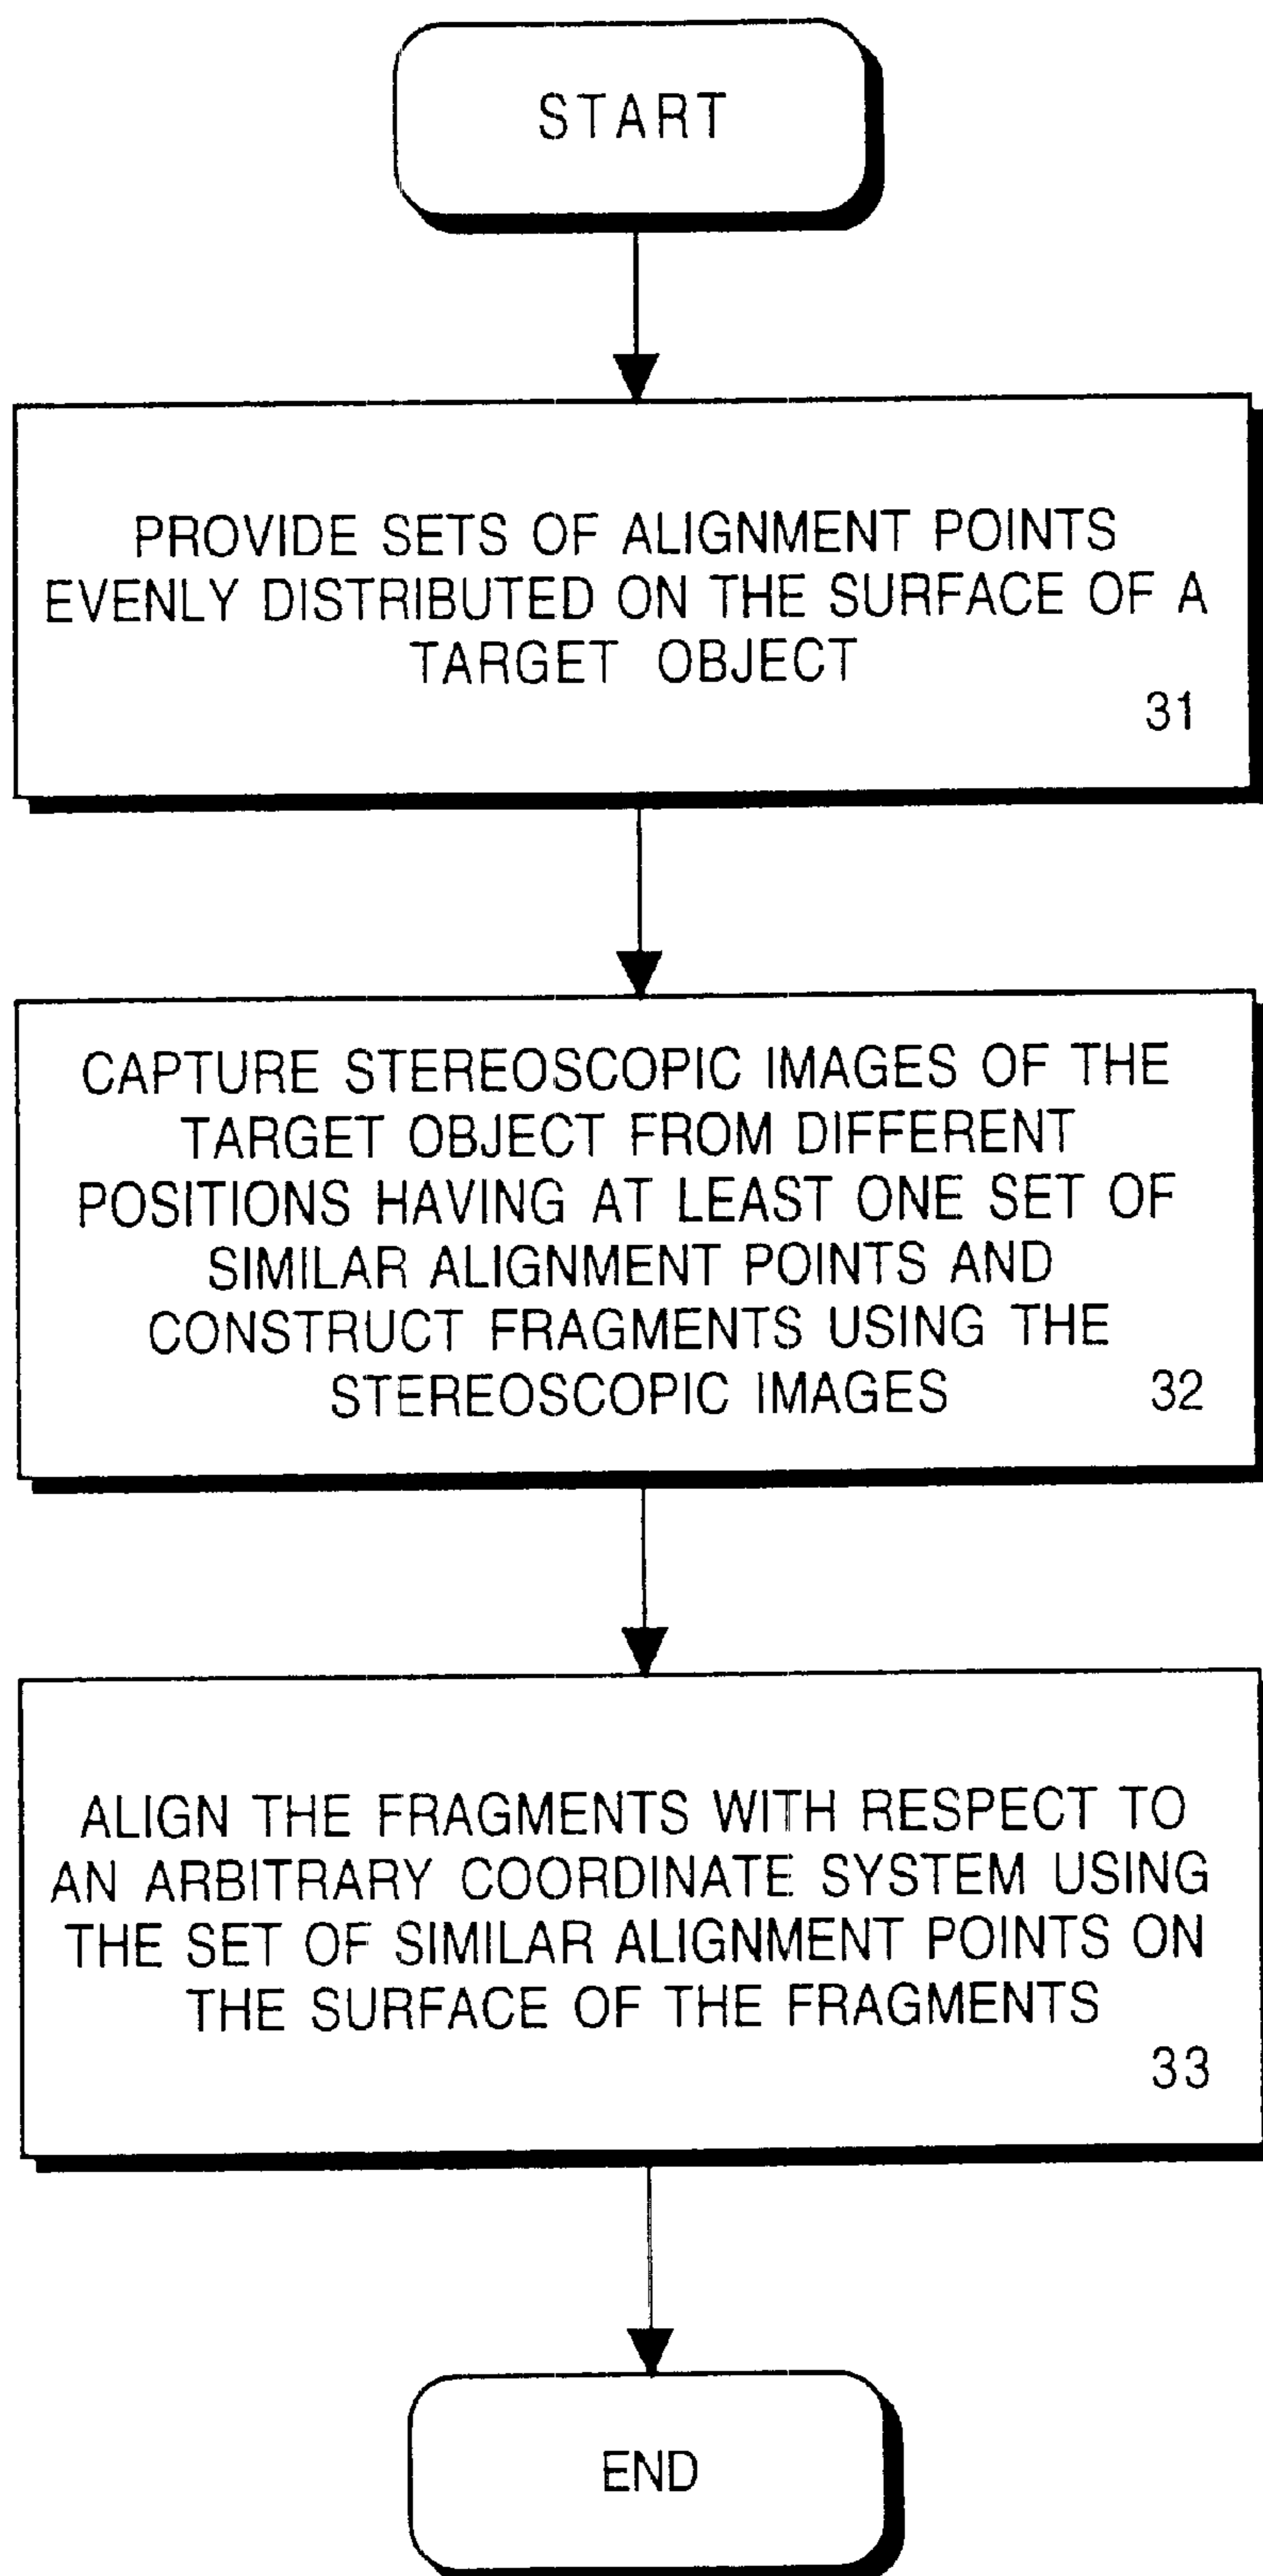 START
PROVIDE SETS OF ALIGNMENT POINTS
EVENLY DISTRIBUTED ON THE SURFACE OF A
TARGET OBJECT
31
CAPTURE STEREOSCOPIC IMAGES OF THE
TARGET OBJECT FROM DIFFERENT
POSITIONS HAVING AT LEAST ONE SET OF
SIMILAR ALIGNMENT POINTS AND
CONSTRUCT FRAGMENTS USING THE
STEREOSCOPIC IMAGES 32
ALIGN THE FRAGMENTS WITH RESPECT TO
AN ARBITRARY COORDINATE SYSTEM USING
THE SET OF SIMILAR ALIGNMENT POINTS ON
THE SURFACE OF THE FRAGMENTS
33
END